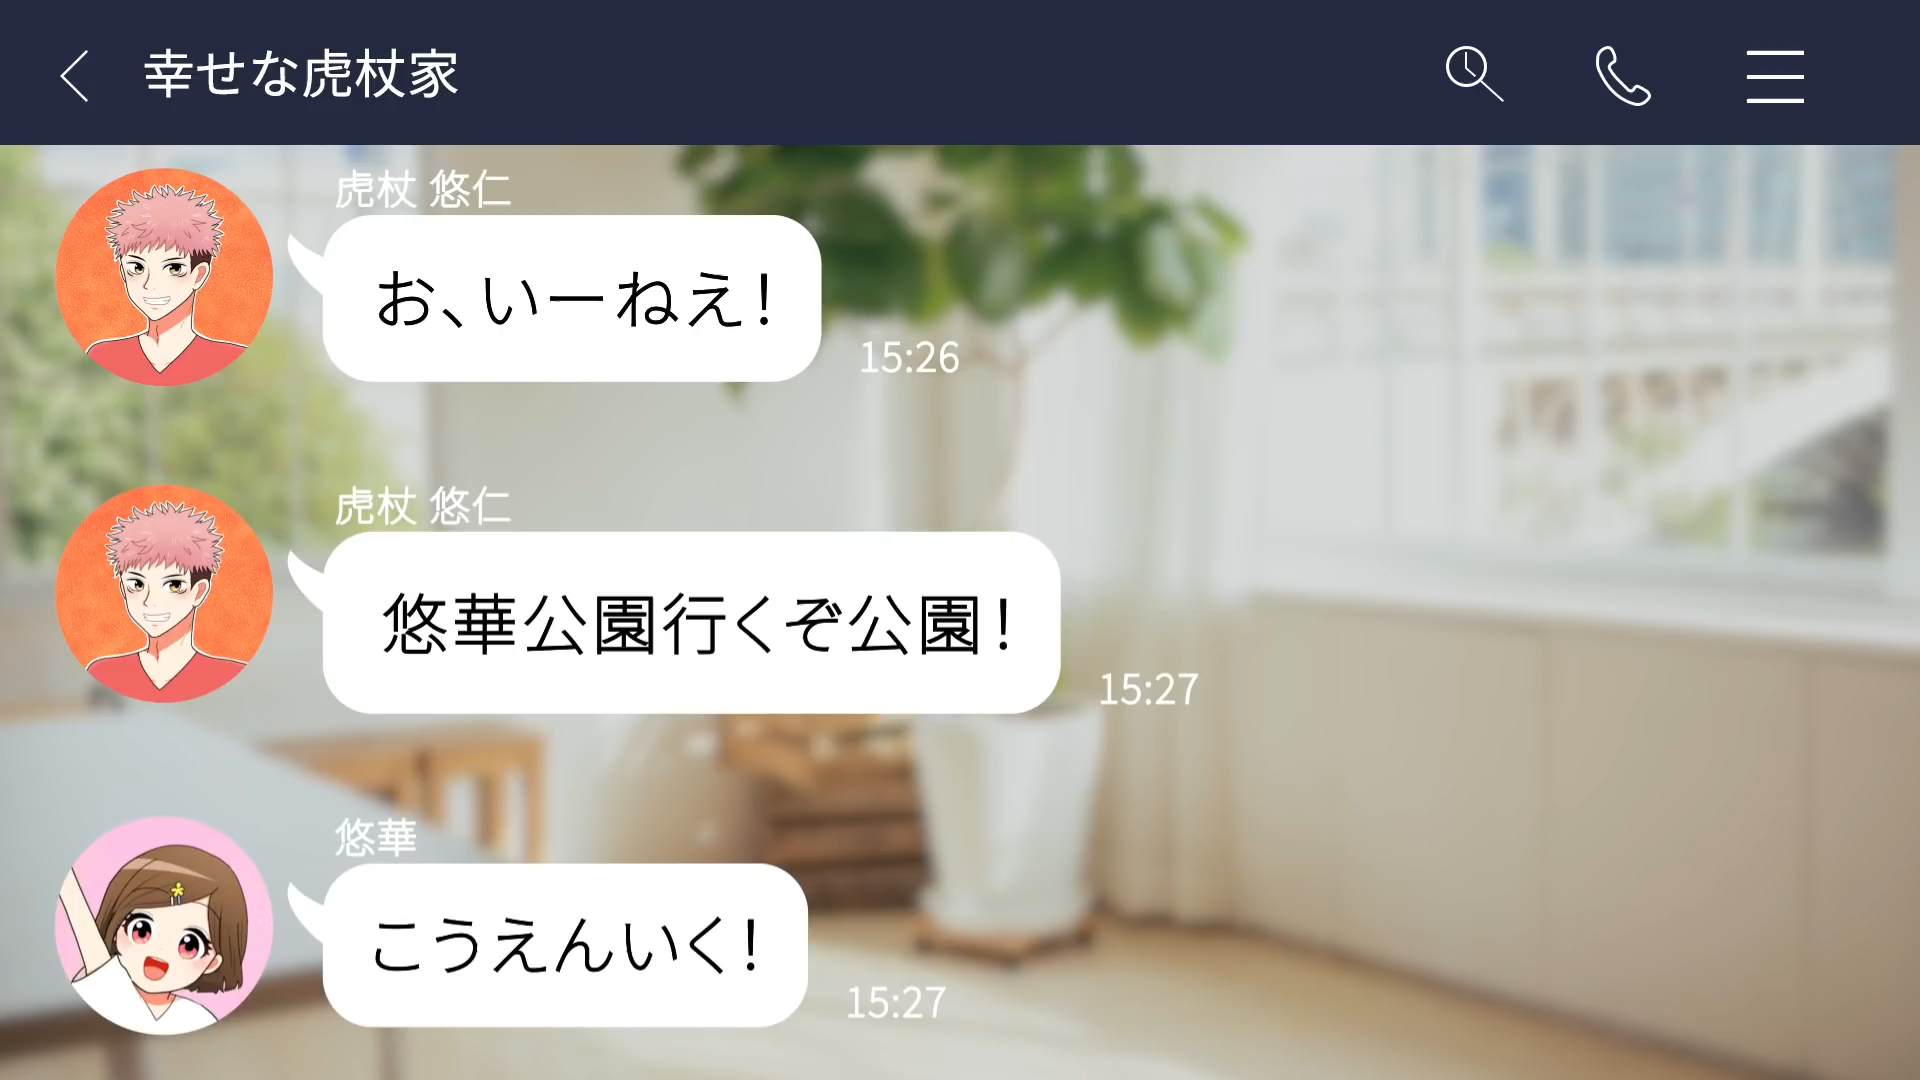 幸せな虎杖家
虎杖 悠仁
お、いーねえ！
15:26
虎杖 悠仁
悠華公園行くぞ公園！
15:27
悠華
こうえんいく！
15:27